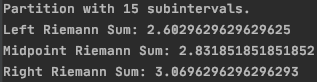 Partition with 15 subintervals.
Left Riemann Sum: 2.6029629629629625
Midpoint Riemann Sum: 2.831851851851852
Right Riemann Sum: 3.0696296296296293